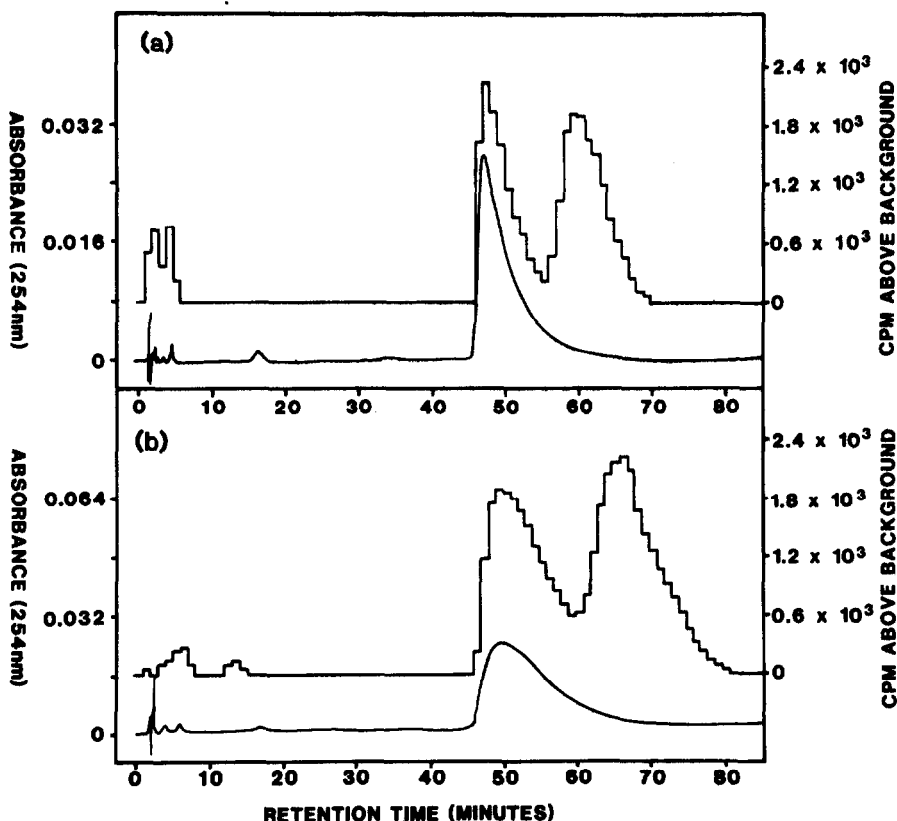 (a)
ABSORBANCE (254nm)
0.032
0.016
0
2.4 x 10³
1.8 x 10³
1.2 x 10³
0.6 x 10³
0
CPM ABOVE BACKGROUND
0 10 20 30 40 50 60 70 80
(b)
ABSORBANCE (254nm)
0.064
0.032
0
2.4 x 10³
1.8 x 10³
1.2 x 10³
0.6 x 10³
0
CPM ABOVE BACKGROUND
0 10 20 30 40 50 60 70 80
RETENTION TIME (MINUTES)